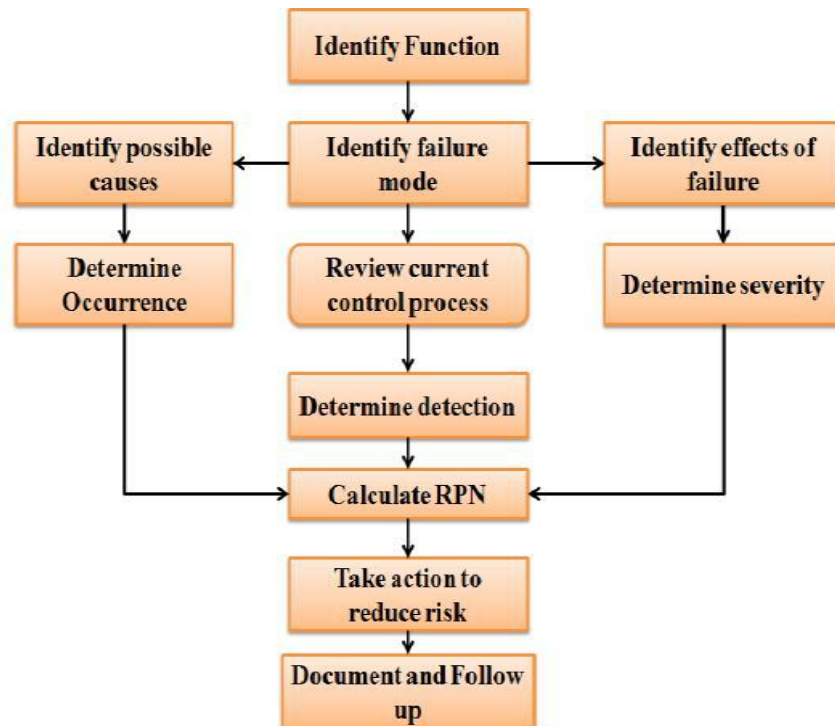 Identify Function
Identify possible
causes
Identify failure
mode
Identify effects of
failure
Determine
Occurrence
Review current
control process
Determine severity
Determine detection
Calculate RPN
Take action to
reduce risk
Document and Follow
up